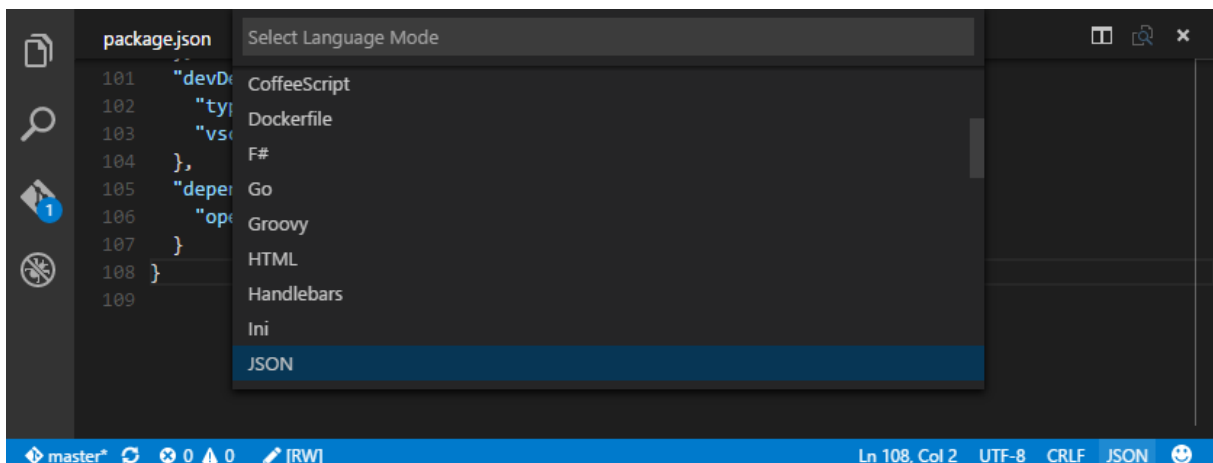 package.json
Select Language Mode
101 "devDe
102 "typ
103 "vsc
104 },
105 "deper
106 "ope
107 }
108 }
109
CoffeeScript
Dockerfile
F#
Go
Groovy
HTML
Handlebars
Ini
JSON
1
master* 0 0 [RW] Ln 108, Col 2 UTF-8 CRLF JSON